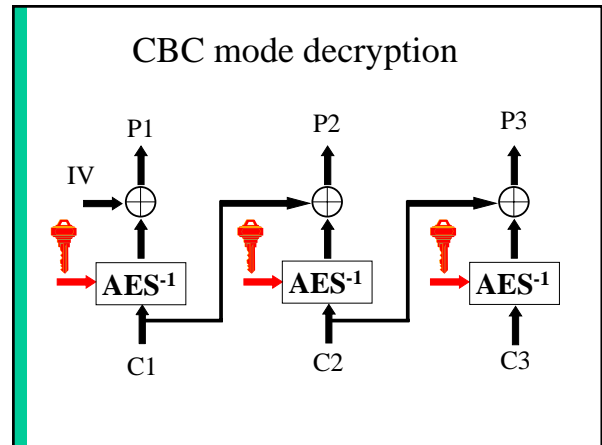 CBC mode decryption
P1 P2 P3
IV
AES⁻¹ AES⁻¹ AES⁻¹
C1 C2 C3